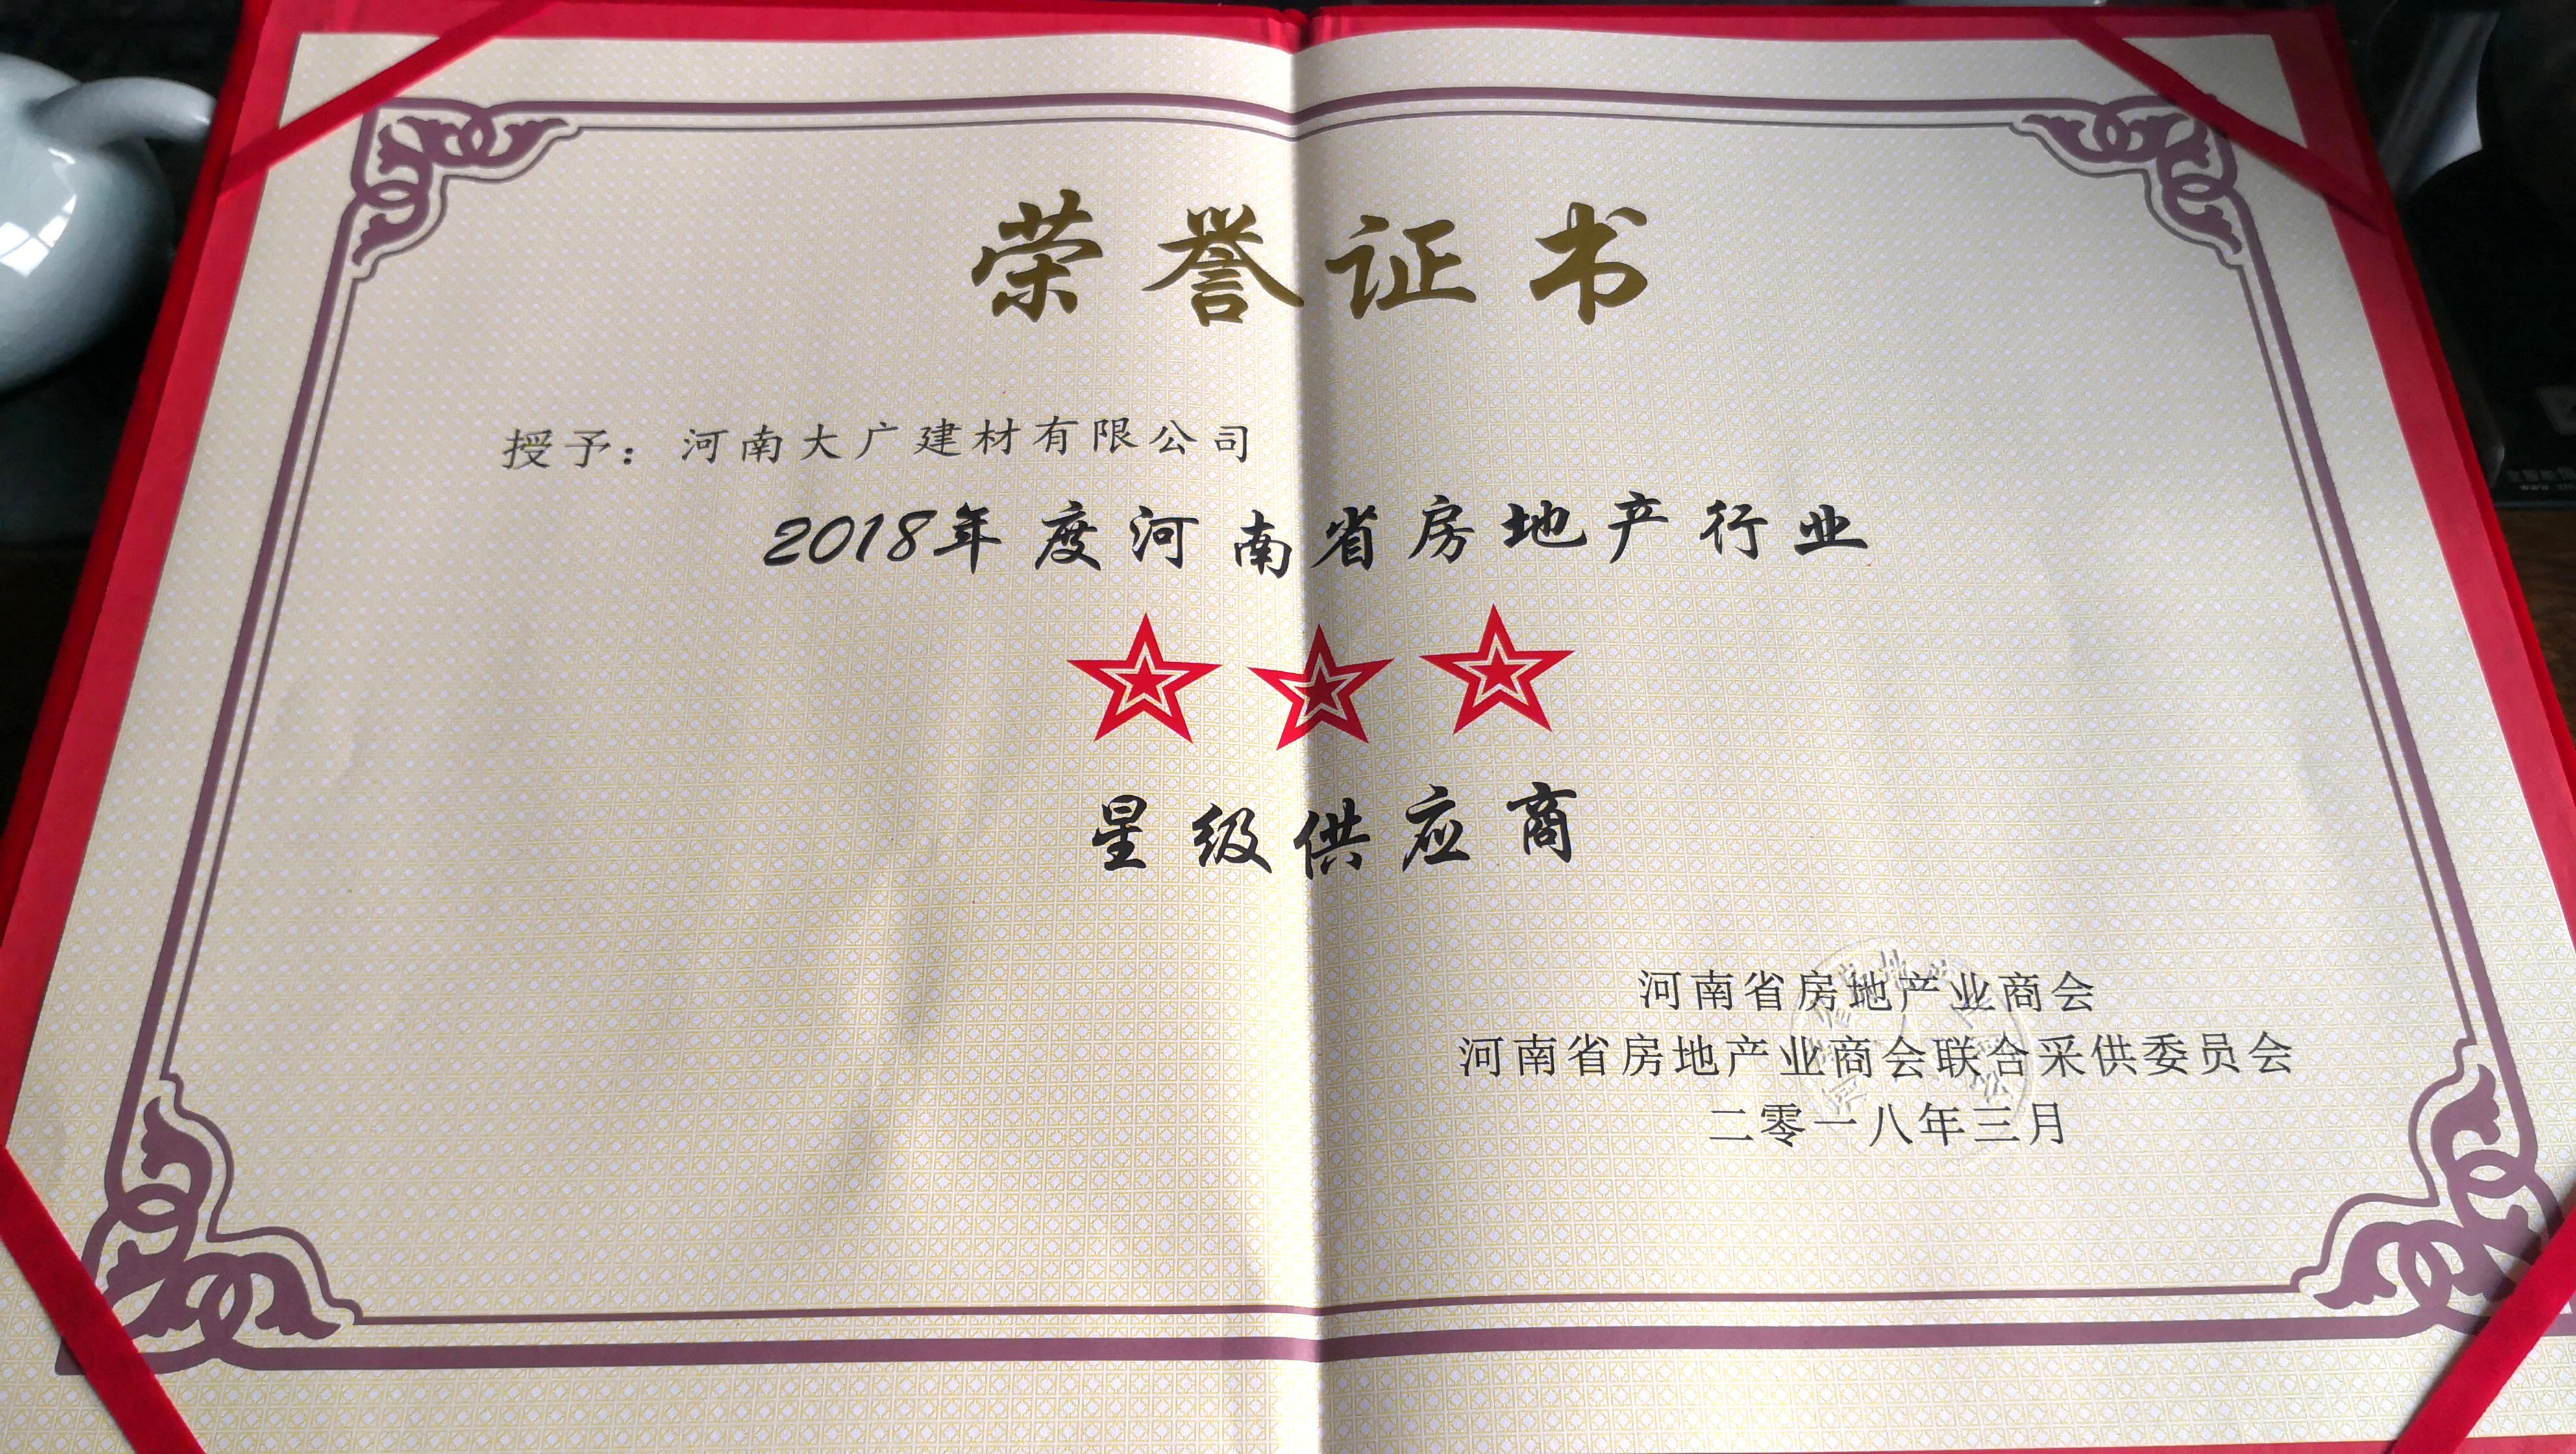 荣誉证书
授予：河南大广建材有限公司
2018年度河南省房地产行业
星级供应商
河南省房地产业商会
河南省房地产业商会联合采供委员会
二零一八年三月